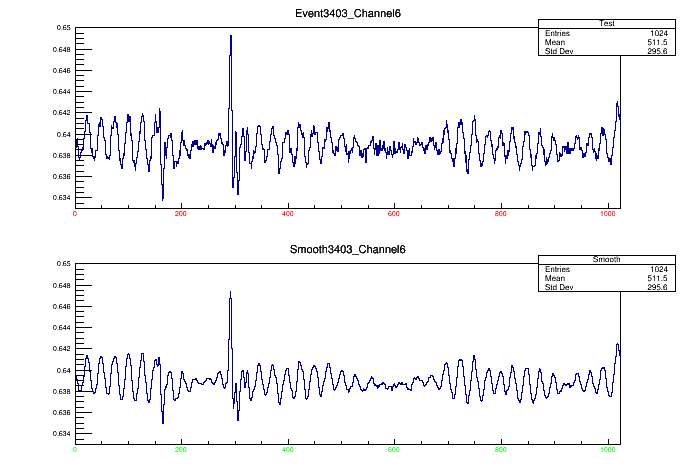 Event3403_Channel6
Test
Entries 1024
Mean 511.5
Std Dev 295.6
0.65
0.648
0.646
0.644
0.642
0.64
0.638
0.636
0.634
0 200 400 600 800 1000
Smooth3403_Channel6
Smooth
Entries 1024
Mean 511.5
Std Dev 295.6
0.65
0.648
0.646
0.644
0.642
0.64
0.638
0.636
0.634
0 200 400 600 800 1000